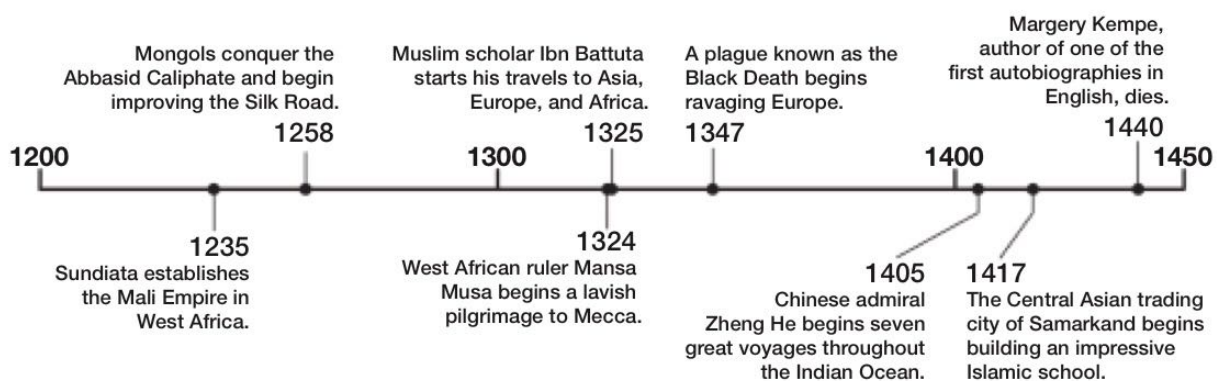 Mongols conquer the
Abbasid Caliphate and begin
improving the Silk Road.
1258
Muslim scholar Ibn Battuta
starts his travels to Asia,
Europe, and Africa.
1325
A plague known as the
Black Death begins
ravaging Europe.
1347
Margery Kempe,
author of one of the
first autobiographies in
English, dies.
1440
1200
1300
1400
1450
1235
Sundiata establishes
the Mali Empire in
West Africa.
1324
West African ruler Mansa
Musa begins a lavish
pilgrimage to Mecca.
1405
Chinese admiral
Zheng He begins seven
great voyages throughout
the Indian Ocean.
1417
The Central Asian trading
city of Samarkand begins
building an impressive
Islamic school.